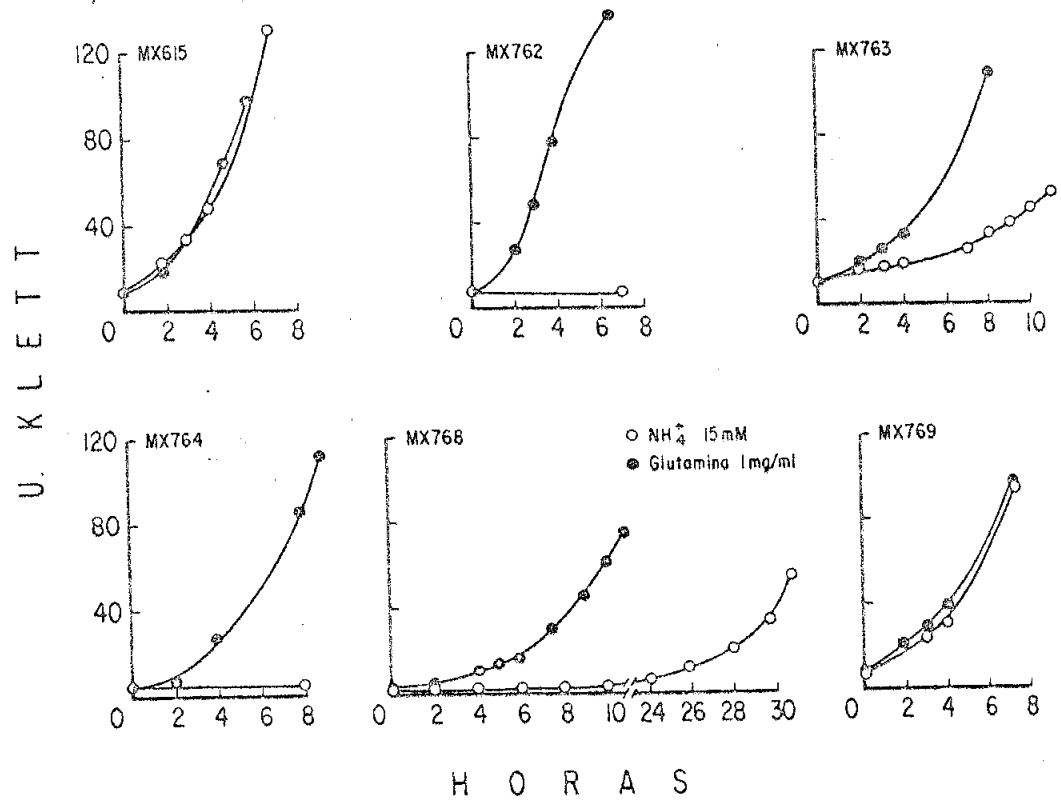 U. KLETT
MX615
120
80
40
0 2 4 6 8
MX762
0 2 4 6 8
MX763
0 2 4 6 8 10
MX764
120
80
40
0 2 4 6 8
MX768
0 2 4 6 8 10 24 26 28 30
○ NH₄⁺ 15mM
● Glutamina 1mg/ml
MX769
0 2 4 6 8
HORAS